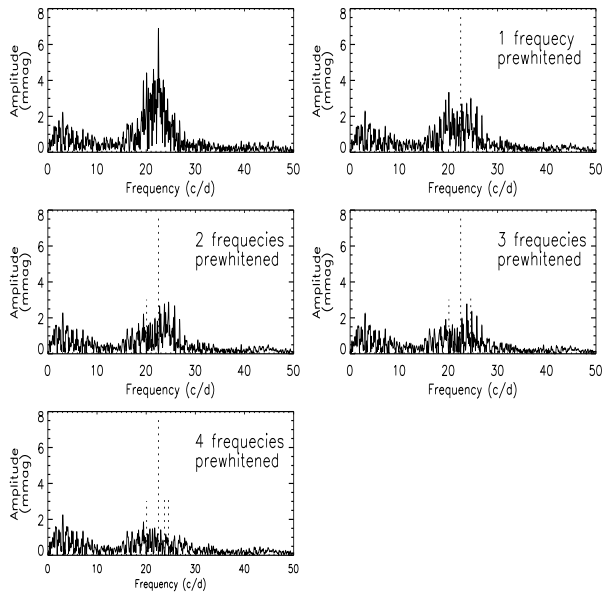 8
6
4
2
0
Amplitude
(mmag)
0 10 20 30 40 50
Frequency (c/d)
8
6
4
2
0
Amplitude
(mmag)
1 frequecy
prewhitened
0 10 20 30 40 50
Frequency (c/d)
8
6
4
2
0
Amplitude
(mmag)
2 frequecies
prewhitened
0 10 20 30 40 50
Frequency (c/d)
8
6
4
2
0
Amplitude
(mmag)
3 frequecies
prewhitened
0 10 20 30 40 50
Frequency (c/d)
8
6
4
2
0
Amplitude
(mmag)
4 frequecies
prewhitened
0 10 20 30 40 50
Frequency (c/d)